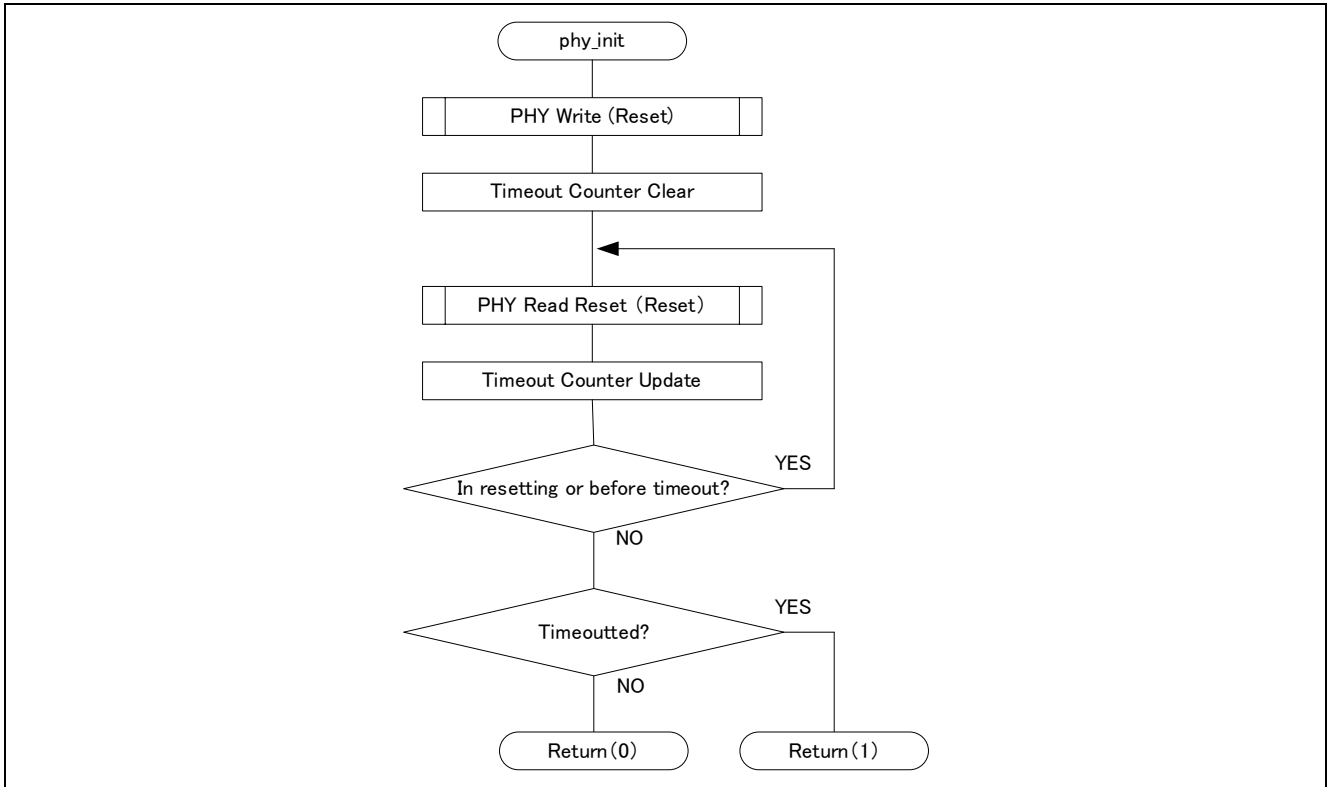 phy_init
PHY Write (Reset)
Timeout Counter Clear
PHY Read Reset (Reset)
Timeout Counter Update
YES
In resetting or before timeout?
NO
YES
Timeoutted?
NO
Return(0)
Return(1)